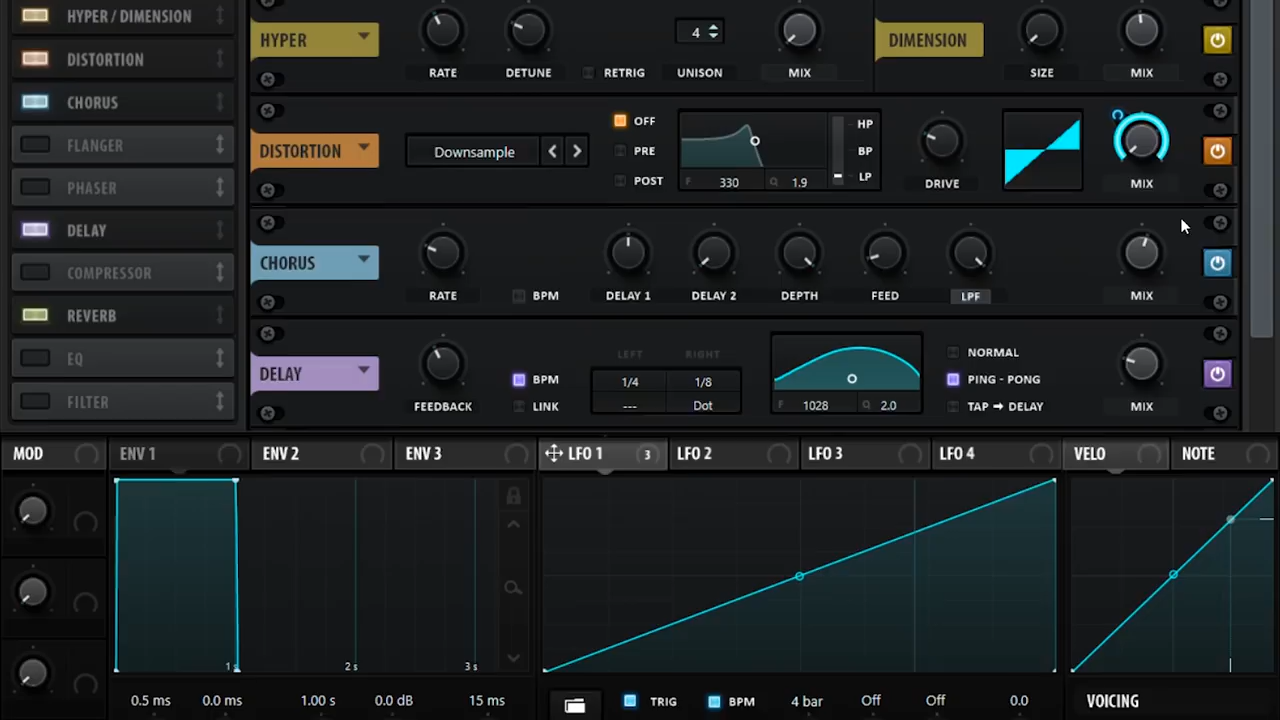 HYPER / DIMENSION
DISTORTION
CHORUS
FLANGER
PHASER
DELAY
COMPRESSOR
REVERB
EQ
FILTER
HYPER
RATE
DETUNE
RETRIG
4
UNISON
MIX
DIMENSION
SIZE
MIX
DISTORTION
Downsample
OFF
PRE
POST
F 330 Q 1.9
HP
BP
LP
DRIVE
MIX
CHORUS
RATE
BPM
DELAY 1
DELAY 2
DEPTH
FEED
LPF
MIX
DELAY
FEEDBACK
BPM
LINK
LEFT RIGHT
1/4 1/8
--- Dot
F 1028 Q 2.0
NORMAL
PING - PONG
TAP ➔ DELAY
MIX
MOD ENV 1 ENV 2 ENV 3 LFO 1 3 LFO 2 LFO 3 LFO 4 VELO NOTE
1 s 2 s 3 s
0.5 ms 0.0 ms 1.00 s 0.0 dB 15 ms
TRIG BPM 4 bar Off Off 0.0
VOICING